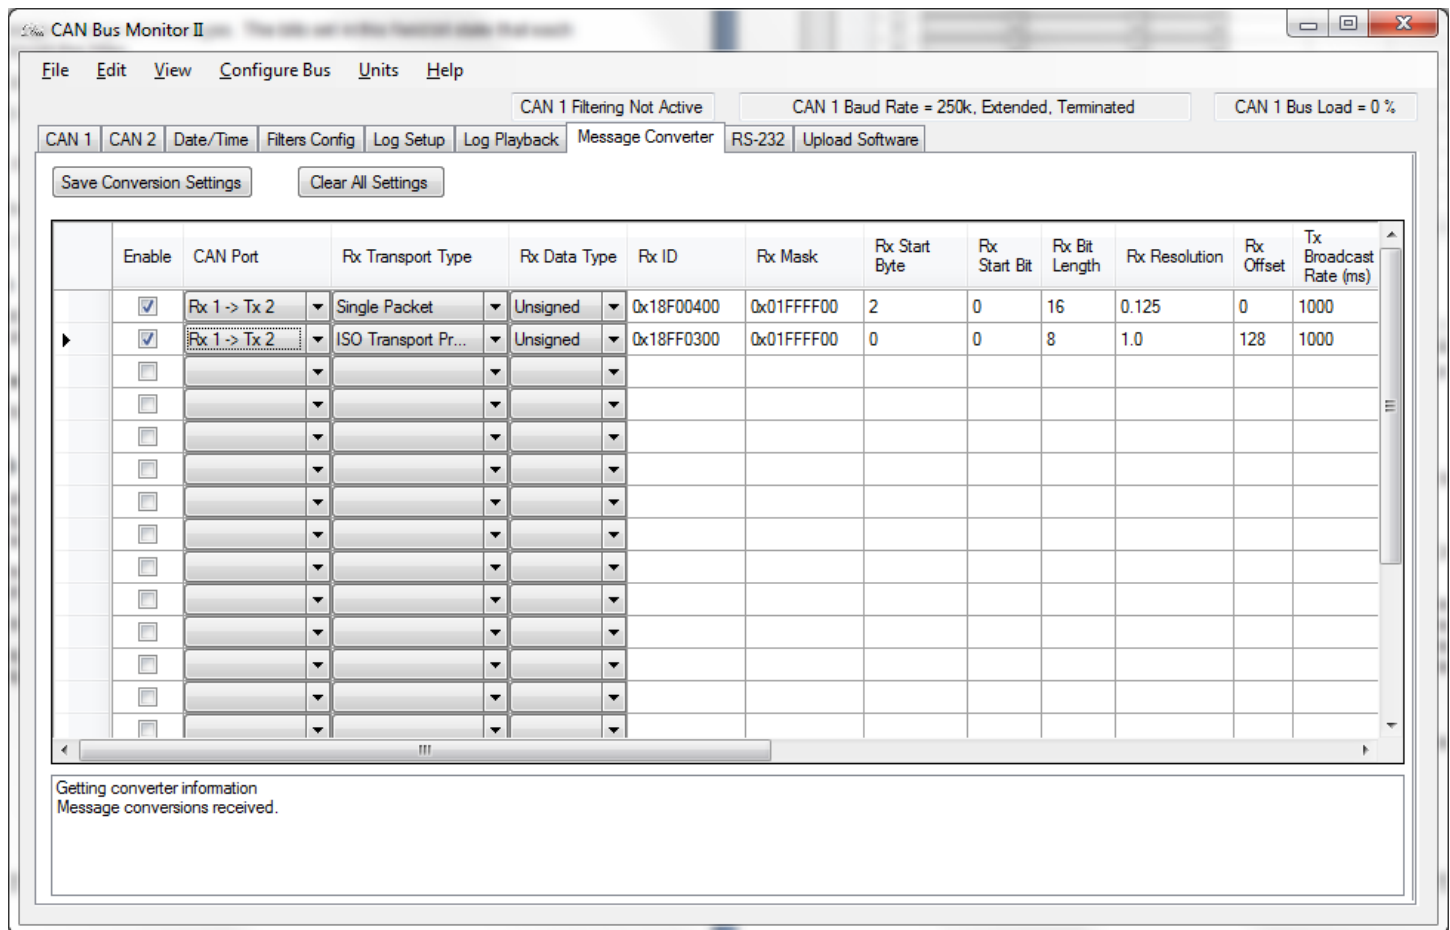 CAN Bus Monitor II
File Edit View Configure Bus Units Help
CAN 1 Filtering Not Active CAN 1 Baud Rate = 250k, Extended, Terminated CAN 1 Bus Load = 0 %
CAN 1 CAN 2 Date/Time Filters Config Log Setup Log Playback Message Converter RS-232 Upload Software
Save Conversion Settings Clear All Settings
Enable CAN Port Rx Transport Type Rx Data Type Rx ID Rx Mask Rx Start Byte Rx Start Bit Rx Bit Length Rx Resolution Rx Offset Tx Broadcast Rate (ms)
Rx 1 -> Tx 2 Single Packet Unsigned 0x18F00400 0x01FFFF00 2 0 16 0.125 0 1000
Rx 1 -> Tx 2 ISO Transport Pr... Unsigned 0x18FF0300 0x01FFFF00 0 0 8 1.0 128 1000
Getting converter information
Message conversions received.